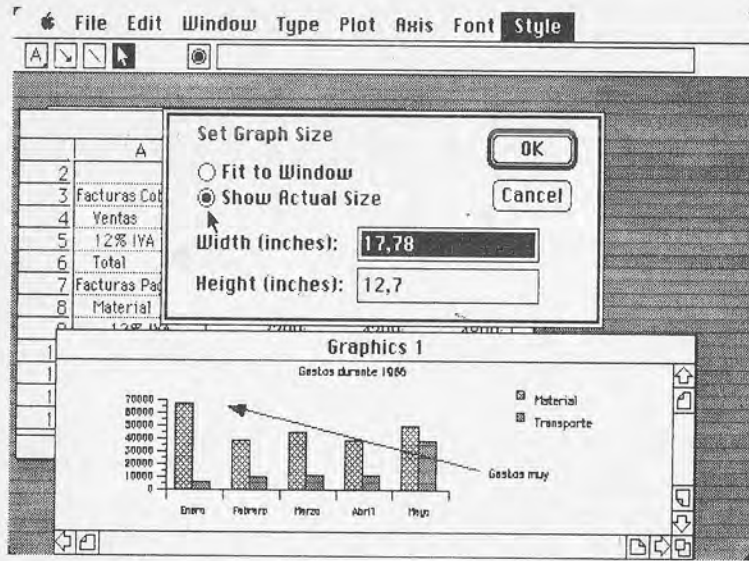 File Edit Window Type Plot Axis Font Style
A
Set Graph Size
OK
Fit to Window
Show Actual Size
Cancel
Width (inches): 17,78
Height (inches): 12,7
A
2
3 Facturas Cob
4 Ventas
5 12% IVA
6 Total
7 Facturas Pag
8 Material
Graphics 1
Gastos durante 1986
Material
Transporte
70000
60000
50000
40000
30000
20000
10000
0
Gastos muy
Enero Febrero Marzo Abril Mayo